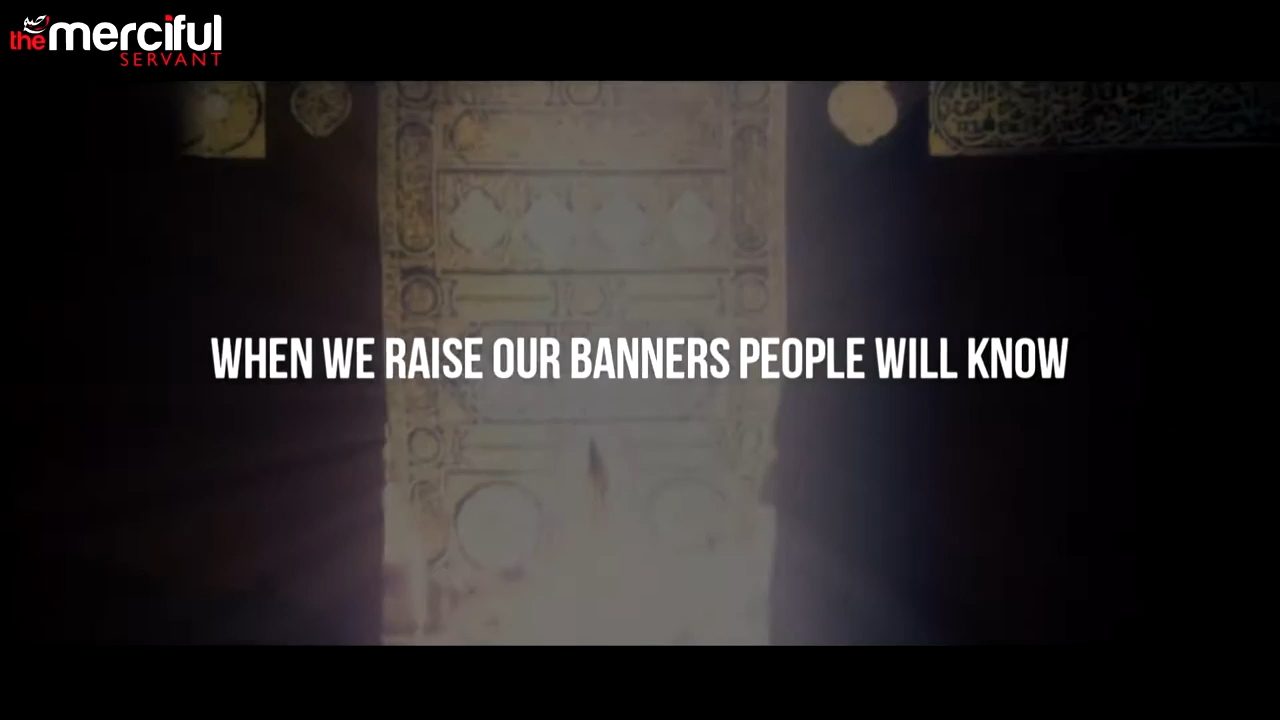 the merciful
SERVANT
WHEN WE RAISE OUR BANNERS PEOPLE WILL KNOW